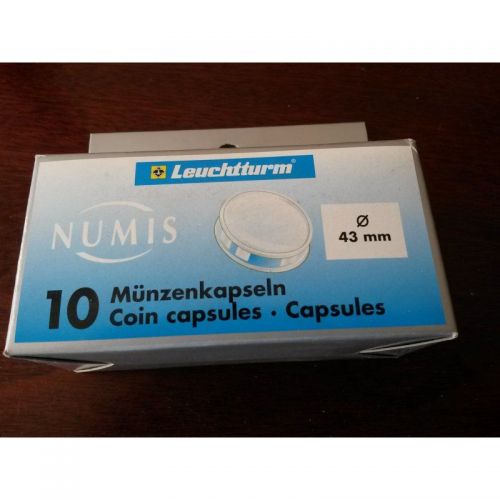 Leuchtturm®
NUMIS
Ø
43 mm
10 Münzenkapseln
Coin capsules · Capsules